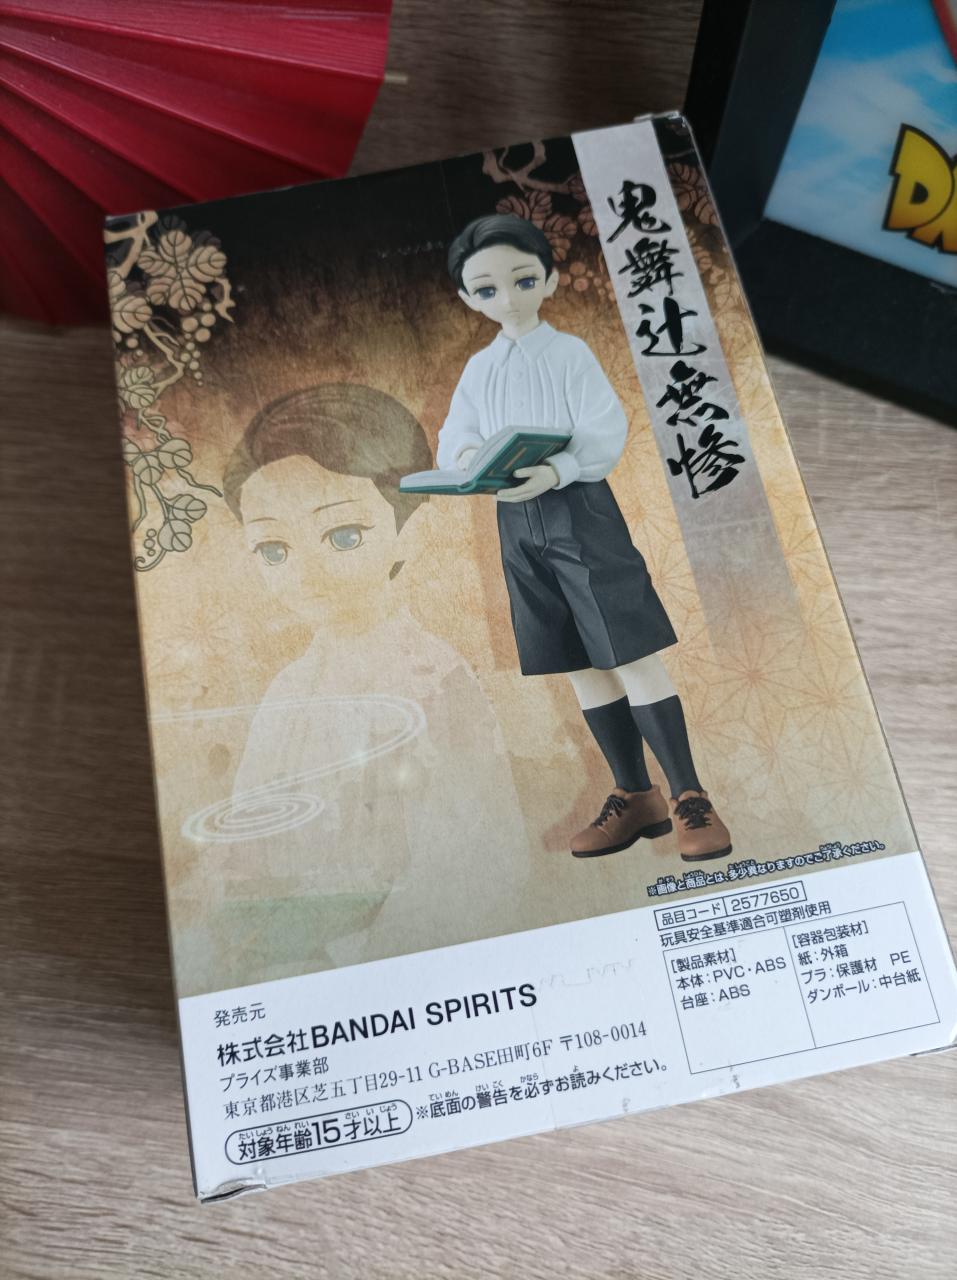 鬼舞辻無惨
※画像と商品とは、多少異なりますのでご了承ください。
品目コード 2577650
玩具安全基準適合可塑剤使用
[製品素材]
本体:PVC・ABS
台座:ABS
[容器包装材]
紙:外箱
プラ:保護材 PE
ダンボール:中台紙
発売元
株式会社BANDAI SPIRITS
プライズ事業部
東京都港区芝五丁目29-11 G-BASE田町6F 〒108-0014
対象年齢15才以上
※底面の警告を必ずお読みください。